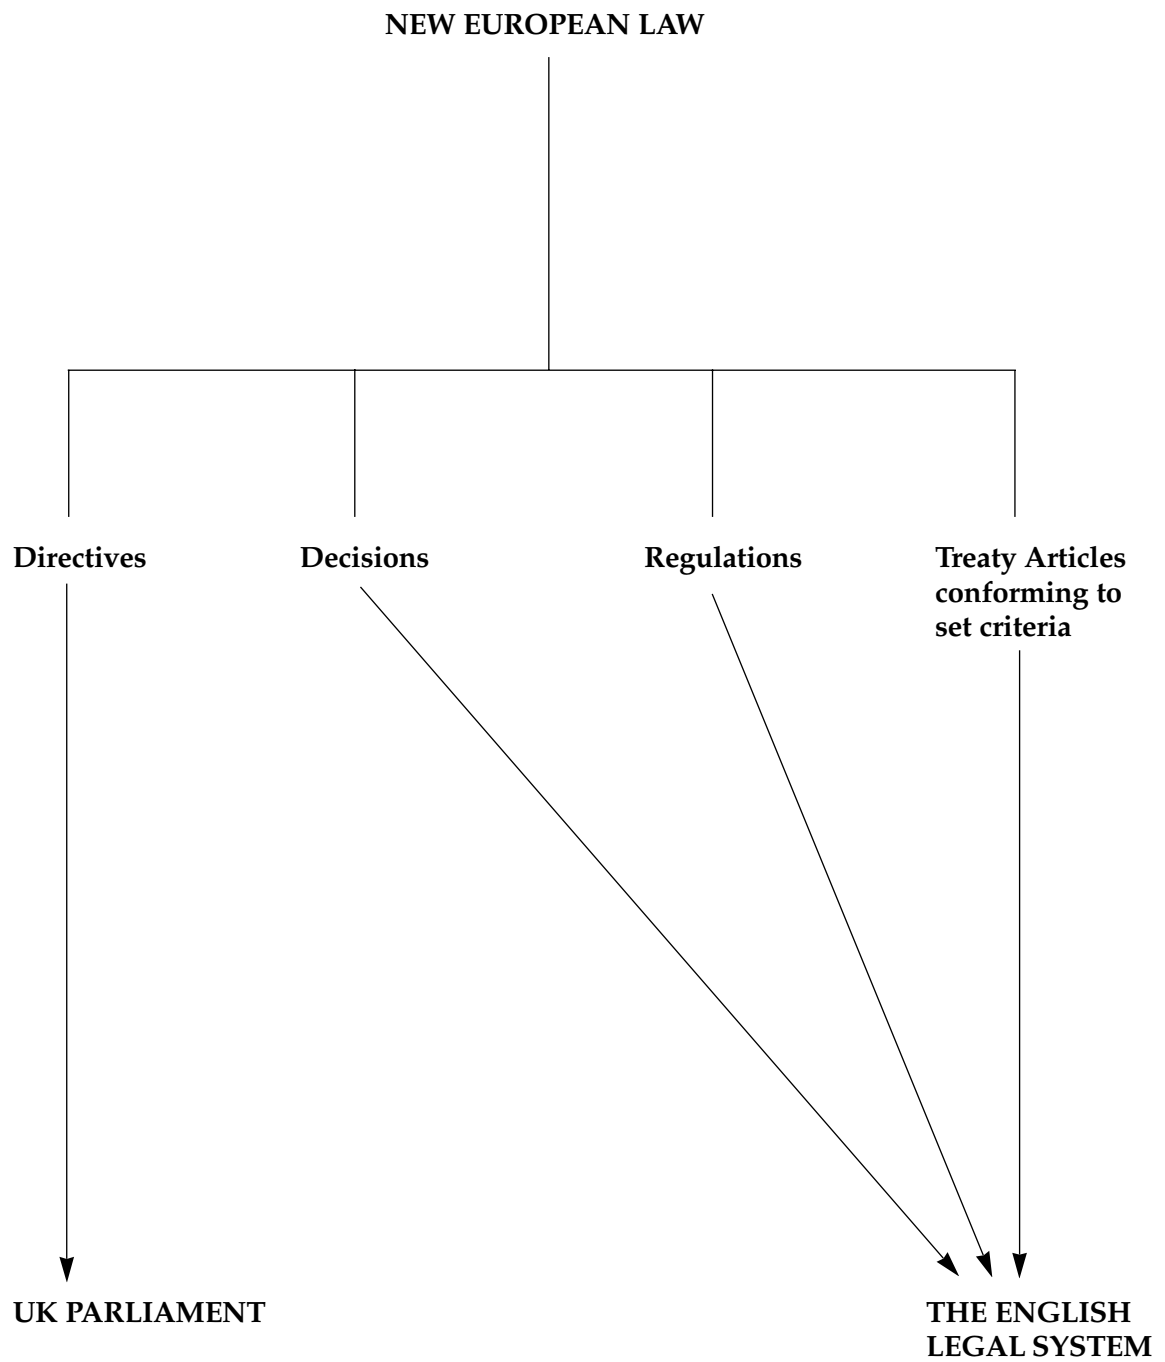 NEW EUROPEAN LAW
Directives
Decisions
Regulations
Treaty Articles
conforming to
set criteria
UK PARLIAMENT
THE ENGLISH
LEGAL SYSTEM